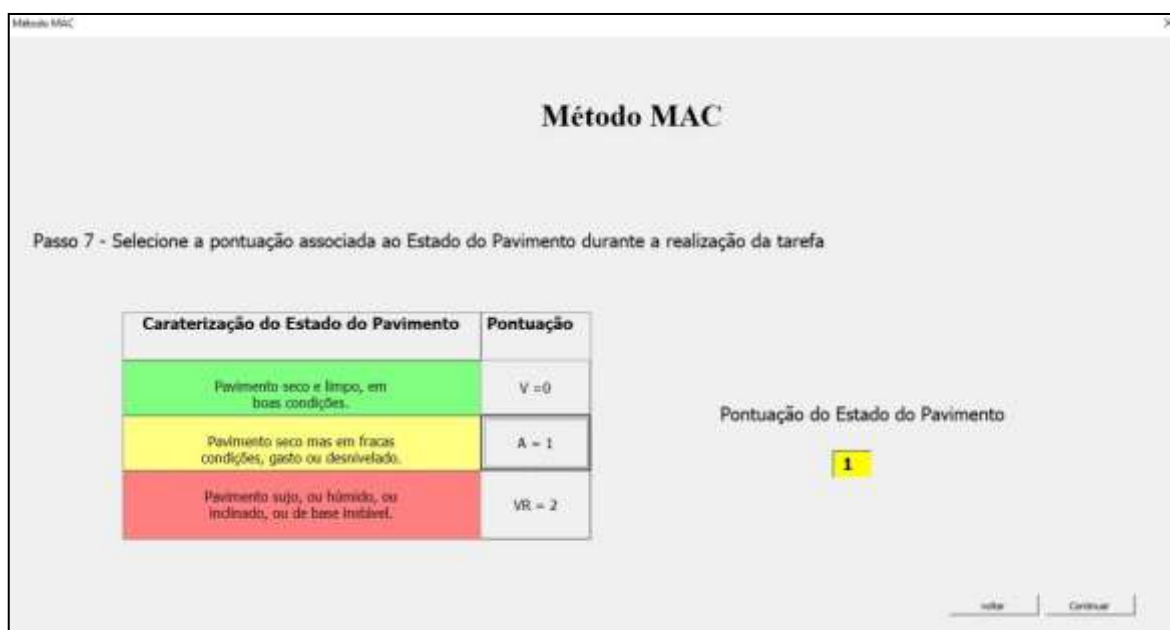 Método MAC
Método MAC
Passo 7 - Selecione a pontuação associada ao Estado do Pavimento durante a realização da tarefa
Caraterização do Estado do Pavimento Pontuação
Pavimento seco e limpo, em
boas condições.
V =0
Pavimento seco mas em fracas
condições, gasto ou desnivelado.
A = 1
Pavimento sujo, ou húmido, ou
inclinado, ou de base instável.
VR = 2
Pontuação do Estado do Pavimento
1
voltar
Continuar